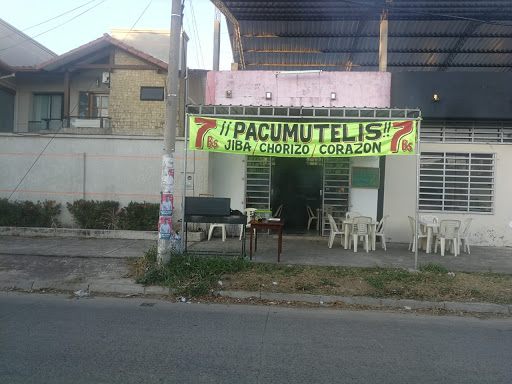 7 Bs ¡¡PACUMUTELIS!! 7 Bs
JIBA/CHORIZO/CORAZON